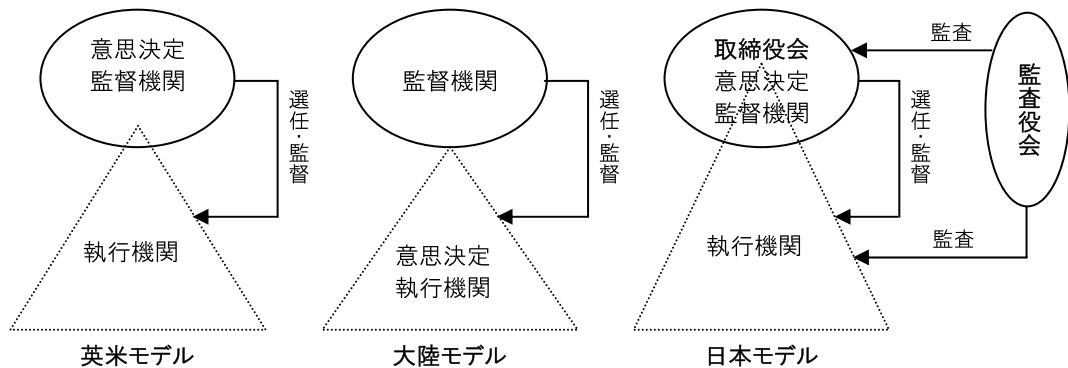 意思決定
監督機関
選任・監督
執行機関
英米モデル
監督機関
選任・監督
意思決定
執行機関
大陸モデル
取締役会
意思決定
監督機関
選任・監督
執行機関
監査
監査役会
監査
日本モデル